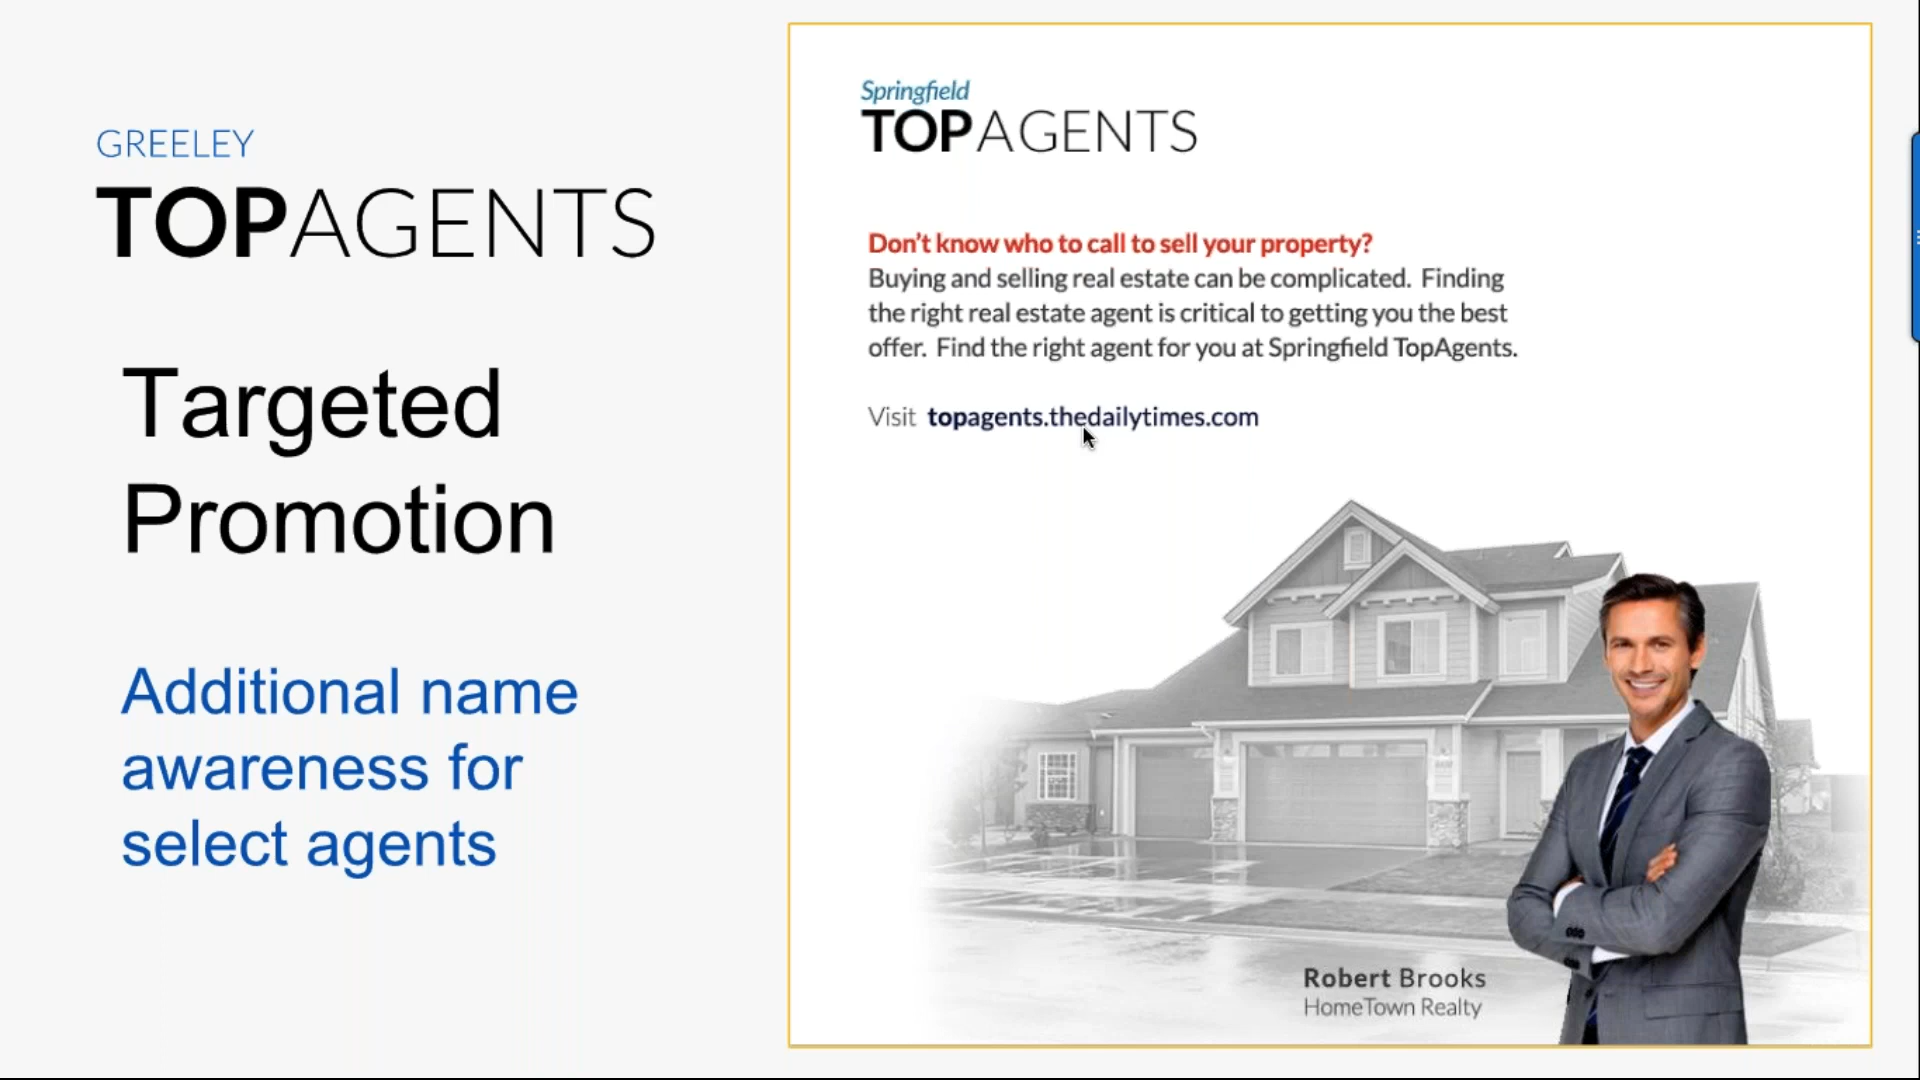 GREELEY
TOPAGENTS
Targeted
Promotion
Additional name
awareness for
select agents
Springfield
TOPAGENTS
Don't know who to call to sell your property?
Buying and selling real estate can be complicated. Finding
the right real estate agent is critical to getting you the best
offer. Find the right agent for you at Springfield TopAgents.
Visit topagents.thedailytimes.com
Robert Brooks
HomeTown Realty